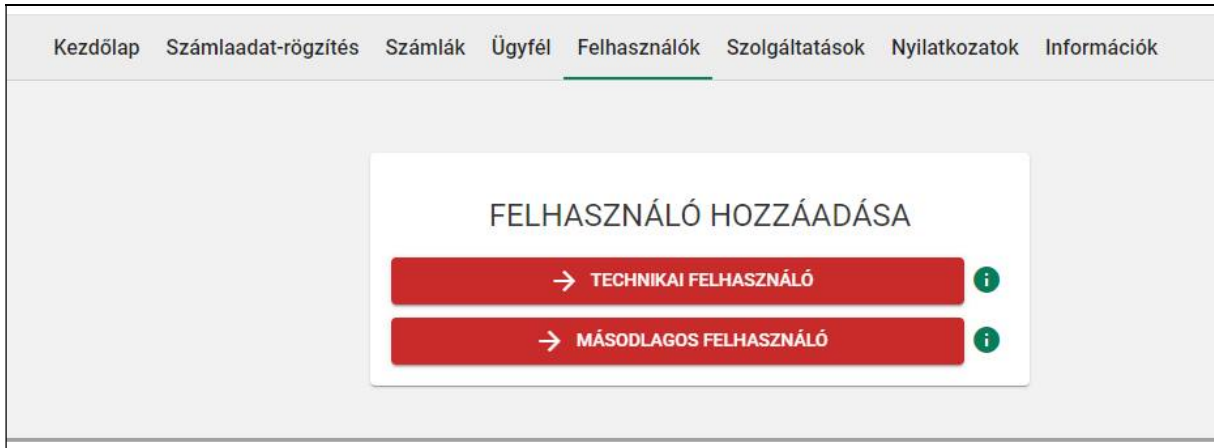 Kezdőlap Számlaadat-rögzítés Számlák Ügyfél Felhasználók Szolgáltatások Nyilatkozatok Információk
FELHASZNÁLÓ HOZZÁADÁSA
→ TECHNIKAI FELHASZNÁLÓ i
→ MÁSODLAGOS FELHASZNÁLÓ i